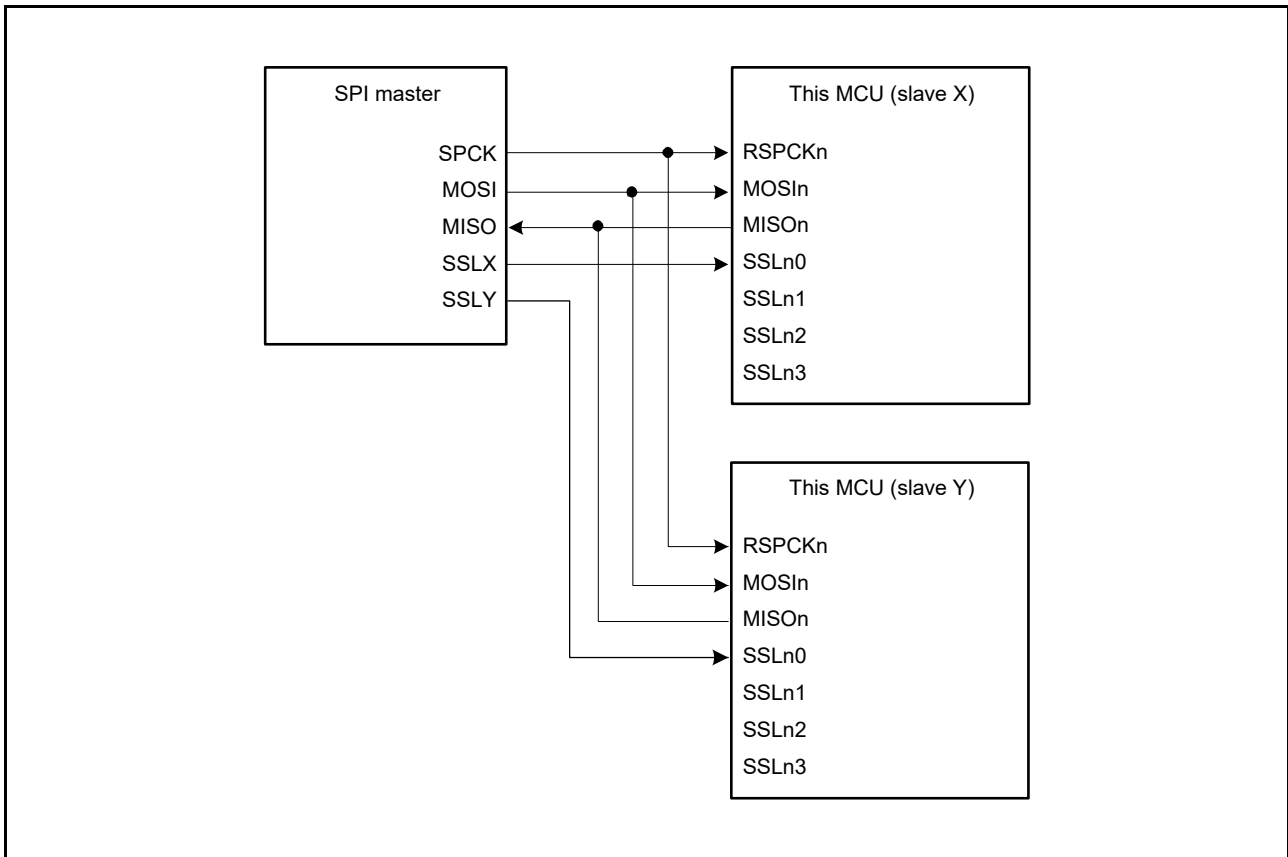 SPI master
SPCK
MOSI
MISO
SSLX
SSLY
This MCU (slave X)
RSPCKn
MOSIn
MISOn
SSLn0
SSLn1
SSLn2
SSLn3
This MCU (slave Y)
RSPCKn
MOSIn
MISOn
SSLn0
SSLn1
SSLn2
SSLn3